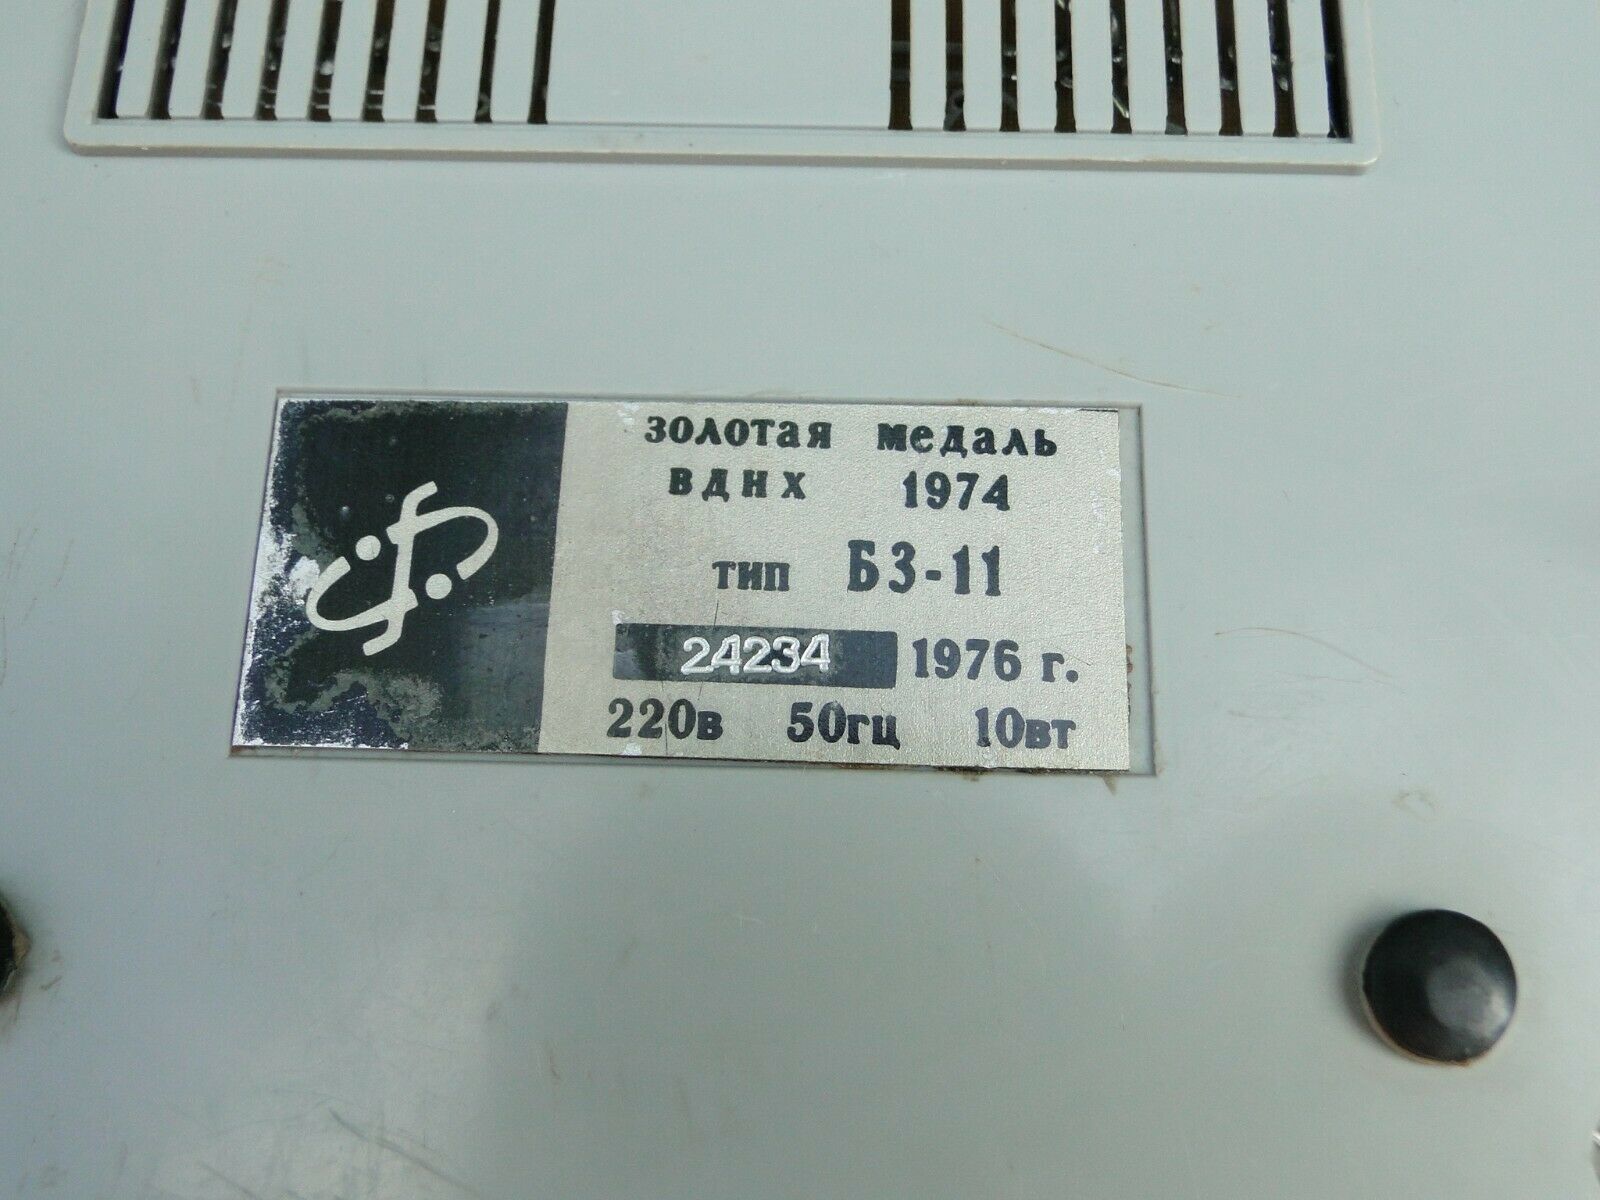 ЗОЛОТАЯ МЕДАЛЬ
ВДНХ 1974
ТИП Б3-11
24234 1976 г.
220в 50гц 10вт